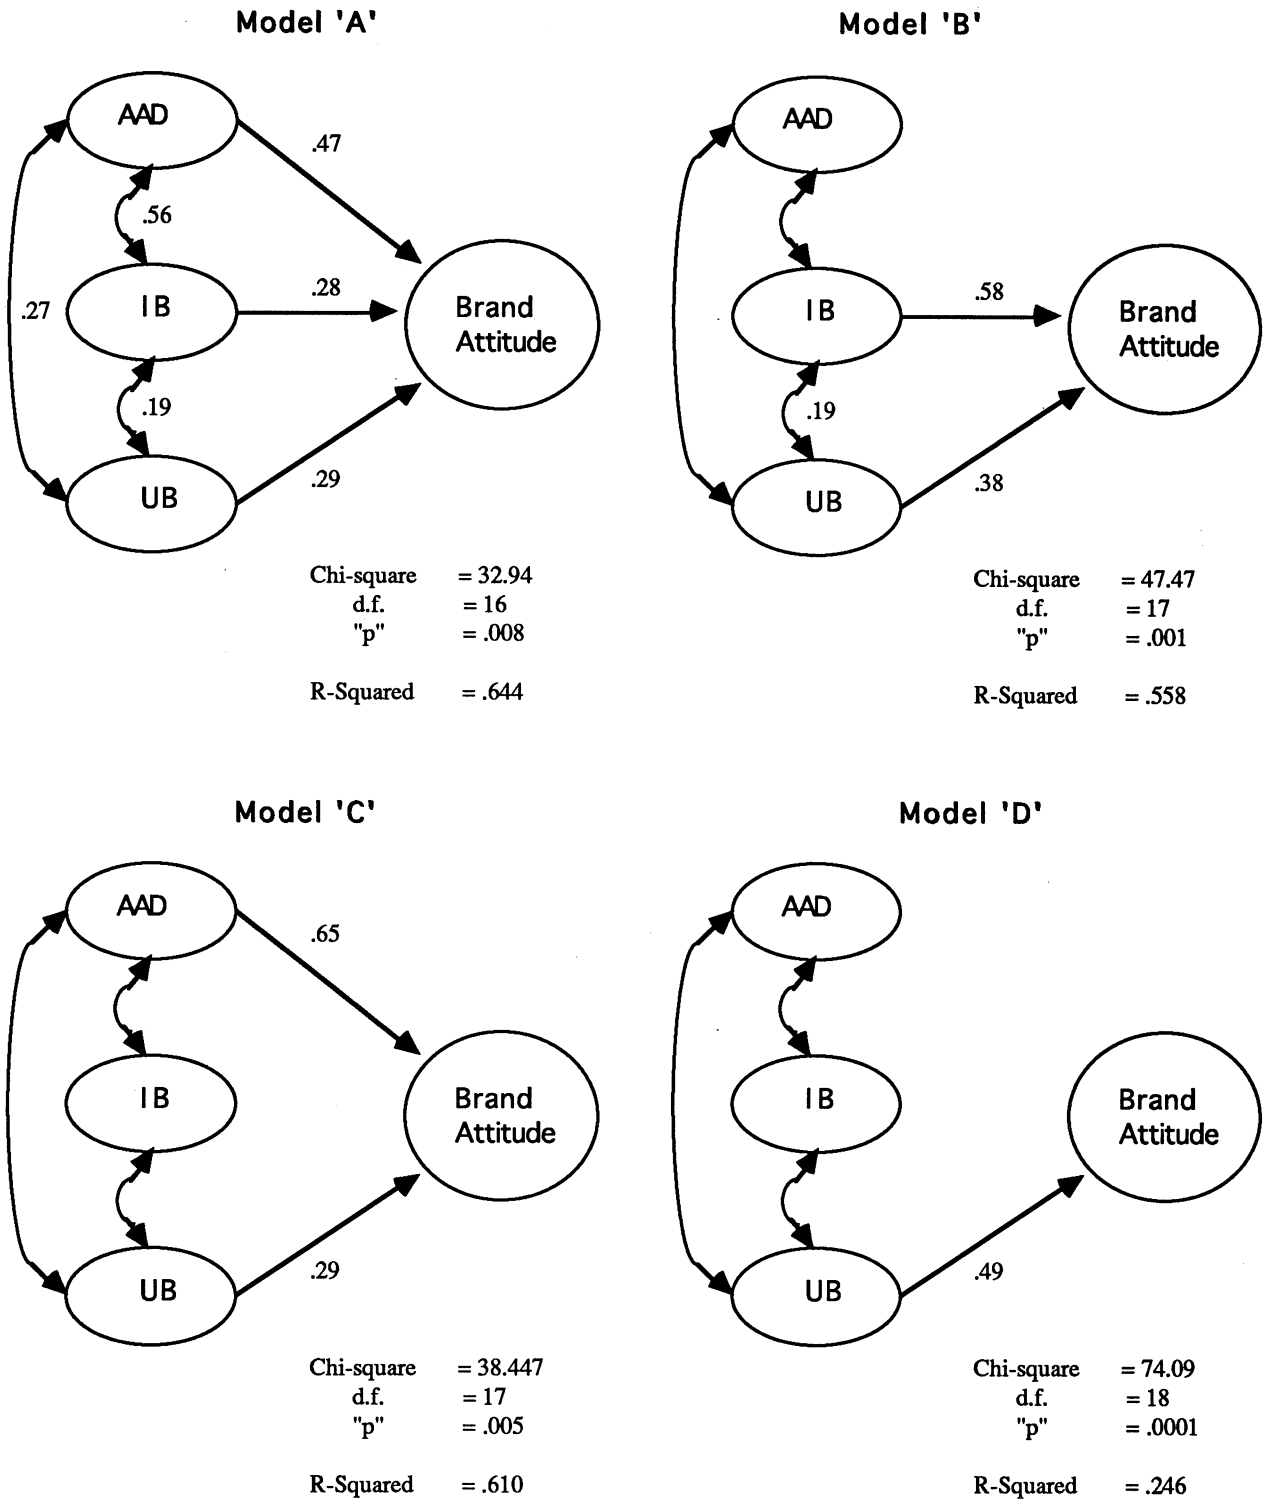 Model 'A'
AAD
.47
.56
.27
IB
.28
Brand
Attitude
.19
UB
.29
Chi-square = 32.94
d.f. = 16
"p" = .008
R-Squared = .644
Model 'B'
AAD
IB
.58
Brand
Attitude
.19
UB
.38
Chi-square = 47.47
d.f. = 17
"p" = .001
R-Squared = .558
Model 'C'
AAD
.65
IB
Brand
Attitude
UB
.29
Chi-square = 38.447
d.f. = 17
"p" = .005
R-Squared = .610
Model 'D'
AAD
IB
Brand
Attitude
UB
.49
Chi-square = 74.09
d.f. = 18
"p" = .0001
R-Squared = .246